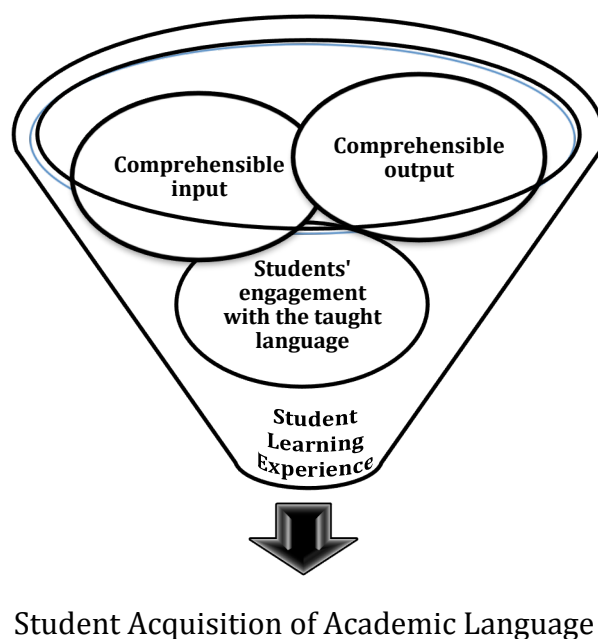 Comprehensible
input
Comprehensible
output
Students'
engagement
with the taught
language
Student
Learning
Experience
Student Acquisition of Academic Language